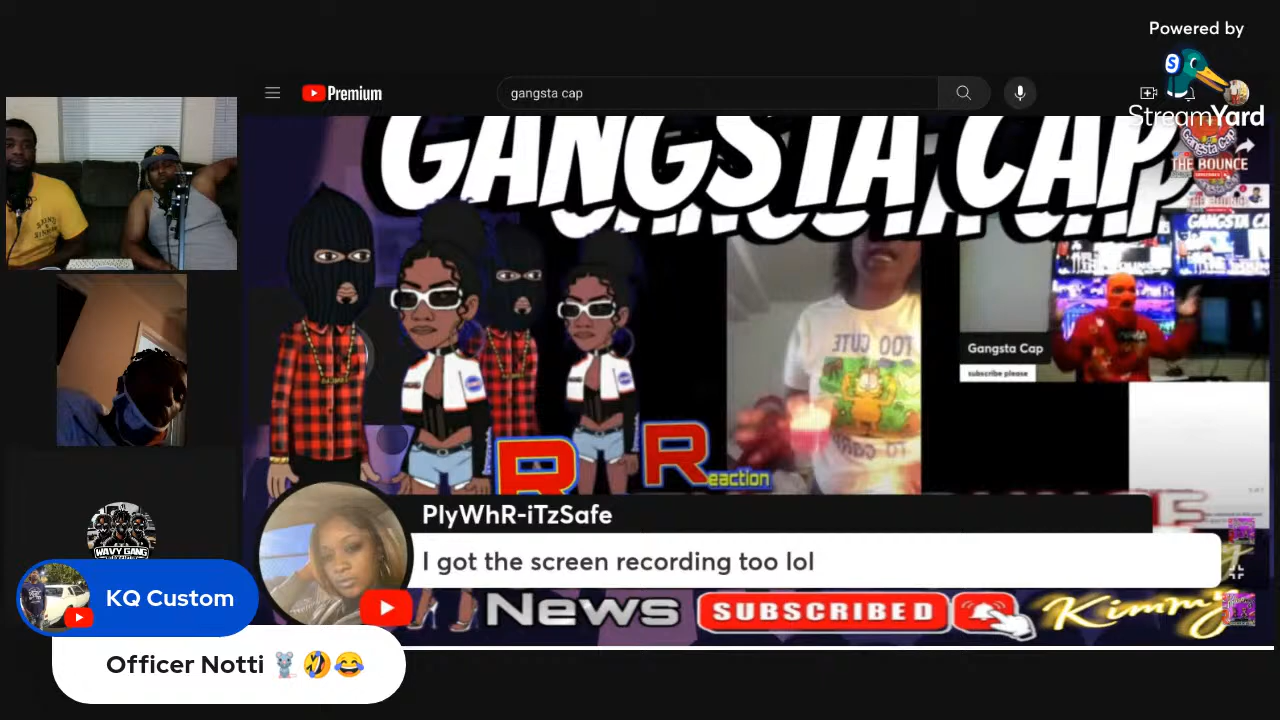 Powered by
StreamYard
Premium
gangsta cap
GANGSTA CAP
THE BOUNCE
Gangsta Cap
subscribe please
TOO CUTE
R
R
eaction
PlyWhR-iTzSafe
I got the screen recording too lol
WAVY GANG
KQ Custom
Officer Notti 🐭🤣😂
News
SUBSCRIBED
Kimmy